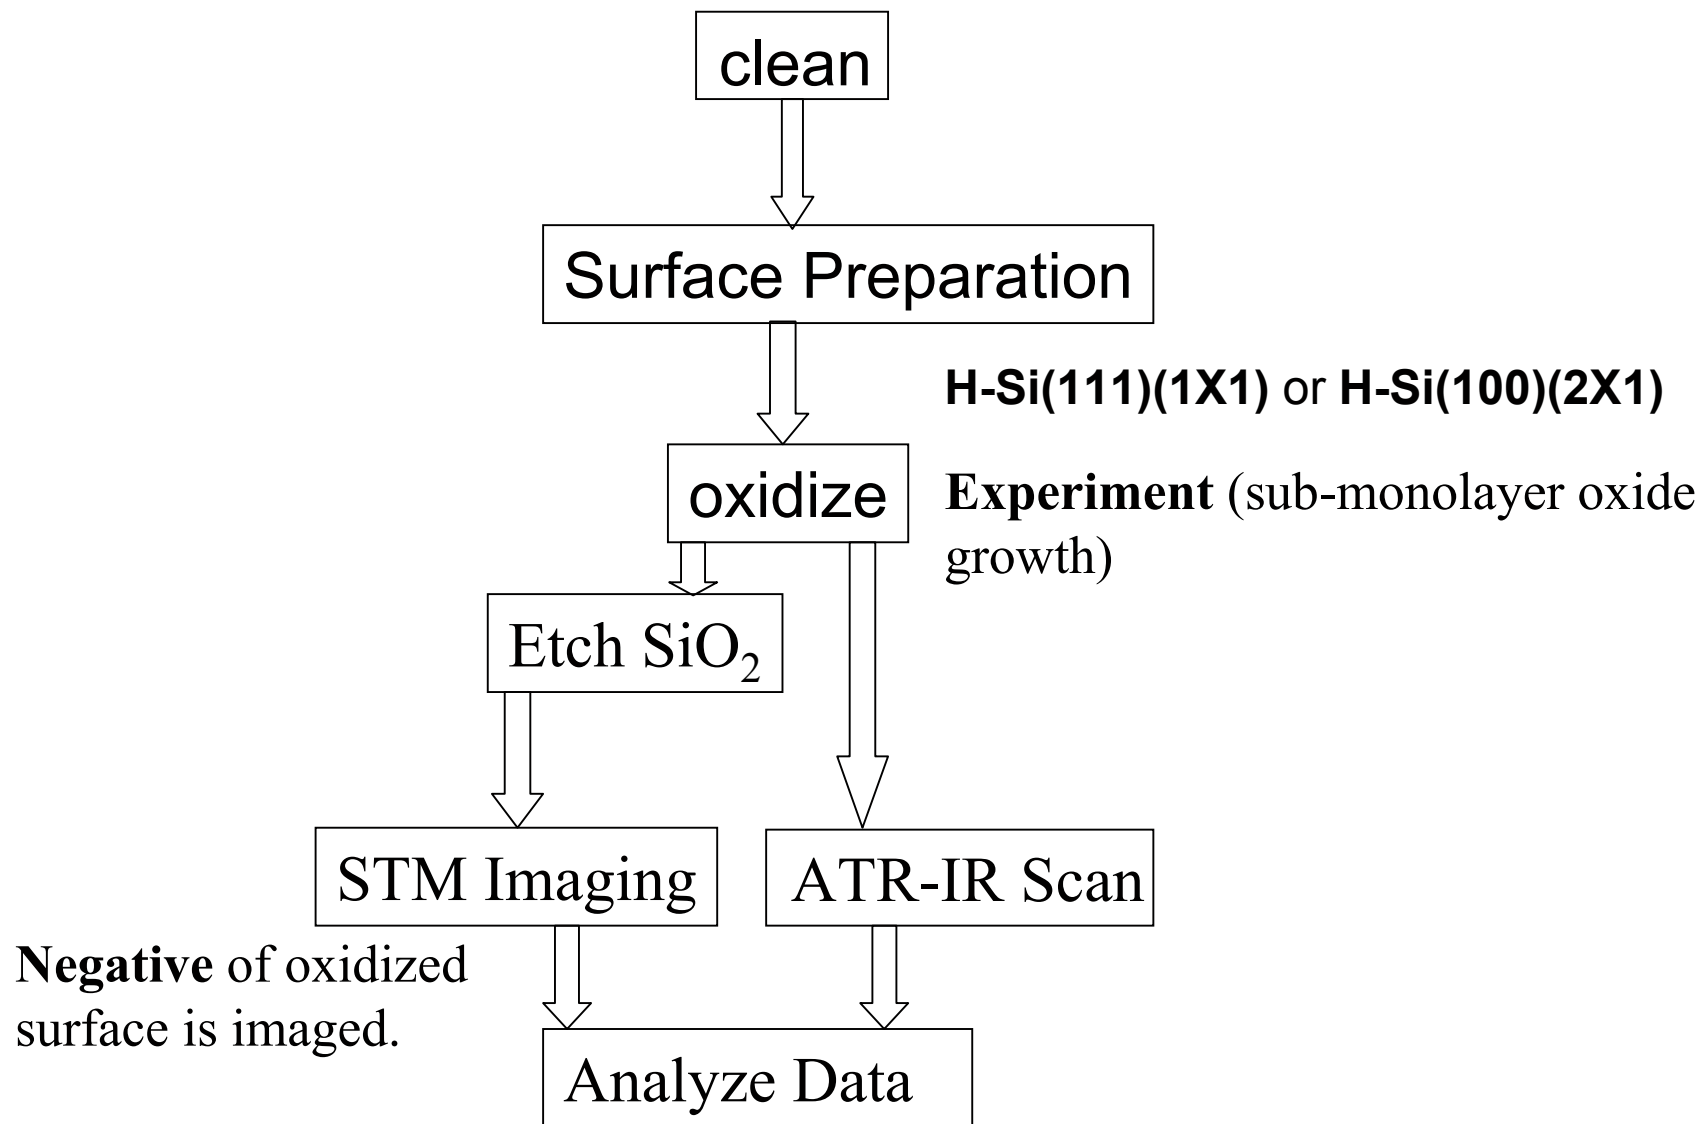 clean
Surface Preparation
H-Si(111)(1X1) or H-Si(100)(2X1)
oxidize
Experiment (sub-monolayer oxide
growth)
Etch SiO₂
STM Imaging
ATR-IR Scan
Negative of oxidized
surface is imaged.
Analyze Data